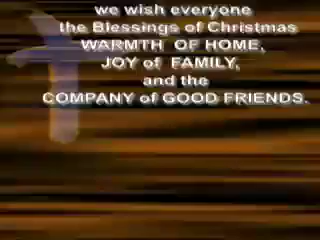 we wish everyone
the Blessings of Christmas
WARMTH OF HOME,
JOY of FAMILY,
and the
COMPANY of GOOD FRIENDS.